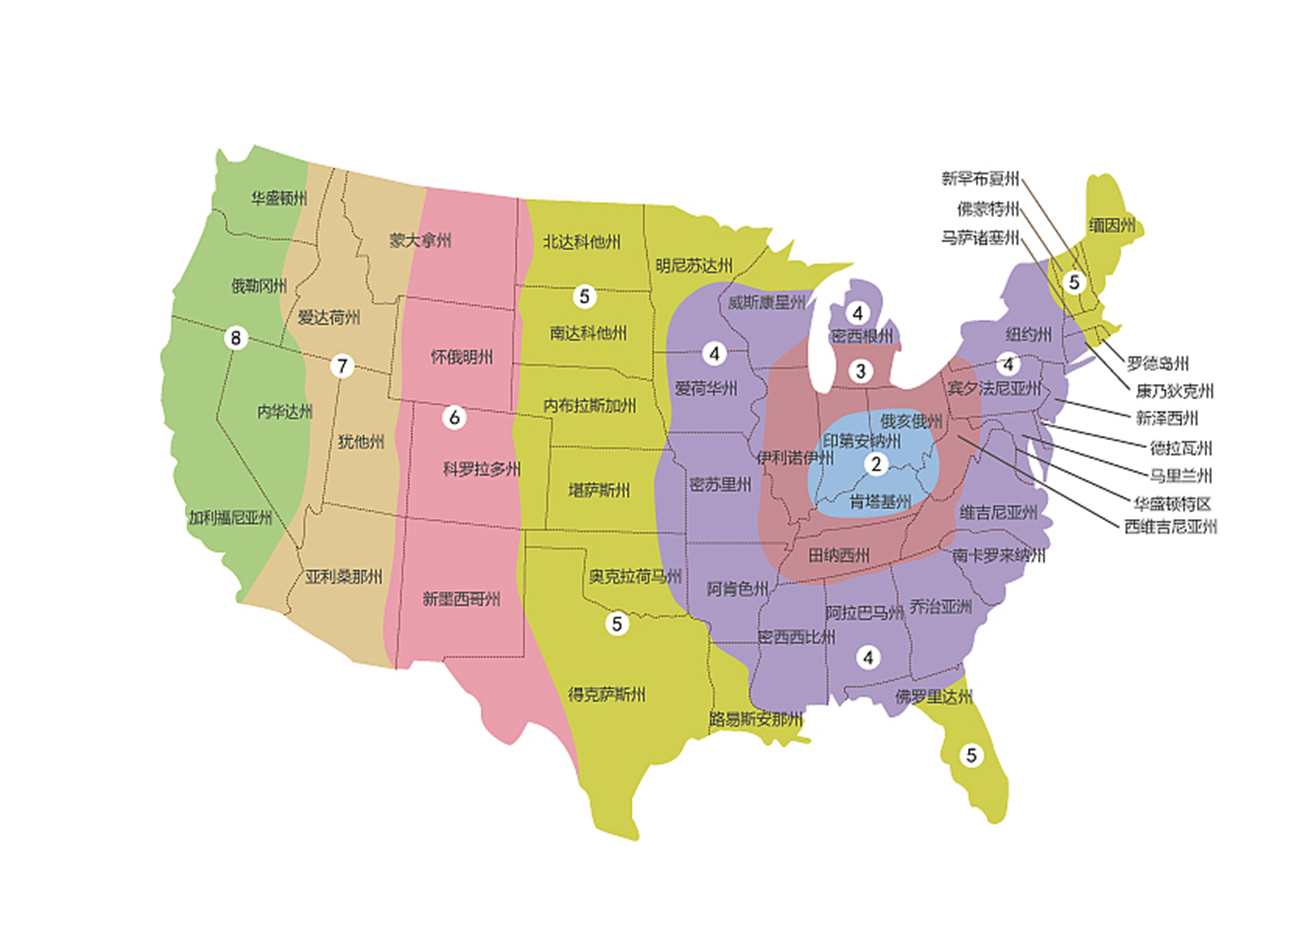 新罕布夏州
华盛顿州
佛蒙特州
缅因州
蒙大拿州
北达科他州
马萨诸塞州
明尼苏达州
俄勒冈州
5
5
威斯康星州
爱达荷州
4
南达科他州
密西根州
纽约州
8
怀俄明州
4
罗德岛州
7
4
3
爱荷华州
宾夕法尼亚州
康乃狄克州
内华达州
内布拉斯加州
6
新泽西州
俄亥俄州
犹他州
印第安纳州
德拉瓦州
科罗拉多州
伊利诺伊州
2
马里兰州
堪萨斯州
密苏里州
肯塔基州
华盛顿特区
加利福尼亚州
维吉尼亚州
西维吉尼亚州
田纳西州
南卡罗来纳州
亚利桑那州
奥克拉荷马州
阿肯色州
新墨西哥州
阿拉巴马州
乔治亚洲
5
密西西比州
4
得克萨斯州
佛罗里达州
路易斯安那州
5